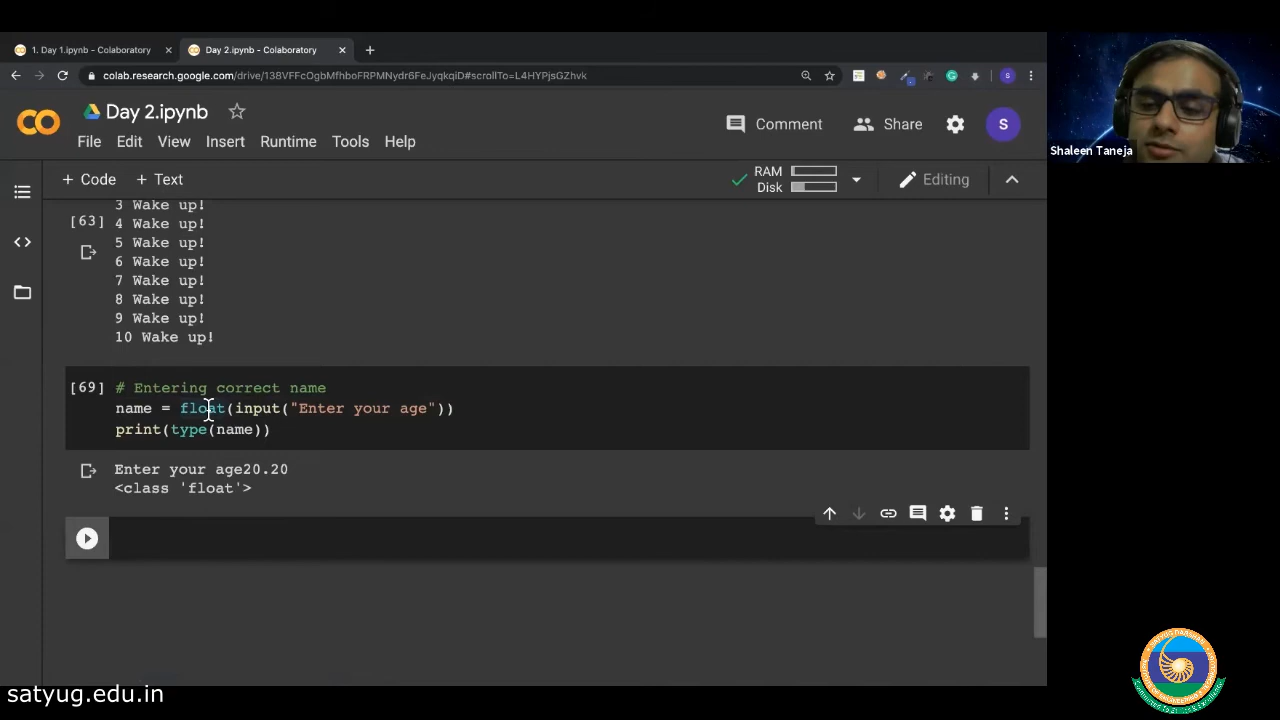 1. Day 1.ipynb - Colaboratory
Day 2.ipynb - Colaboratory
colab.research.google.com/drive/138VFFcOgbMfhboFRPMNydr6FeJyqkqiD#scrollTo=L4HYPjsGZhvk
S
Day 2.ipynb
File Edit View Insert Runtime Tools Help
Comment
Share
S
+ Code + Text
RAM
Disk
Editing
3 Wake up!
[63]
4 Wake up!
5 Wake up!
6 Wake up!
7 Wake up!
8 Wake up!
9 Wake up!
10 Wake up!
[69] # Entering correct name
name = float(input("Enter your age"))
print(type(name))
Enter your age20.20
<class 'float'>
Shaleen Taneja
satyug.edu.in